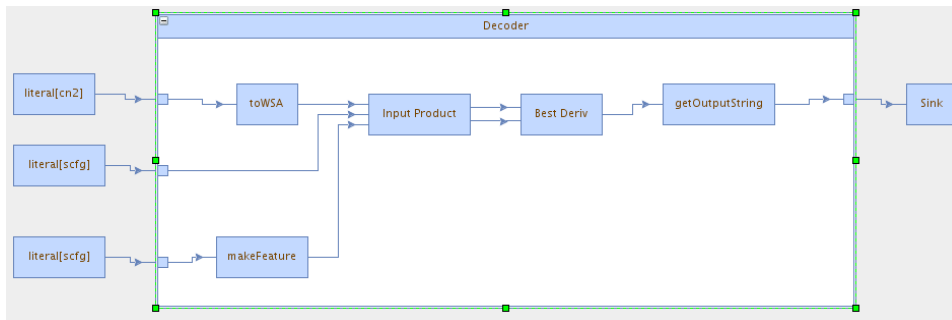 Decoder
literal[cn2]
toWSA
Input Product
Best Deriv
getOutputString
Sink
literal[scfg]
literal[scfg]
makeFeature